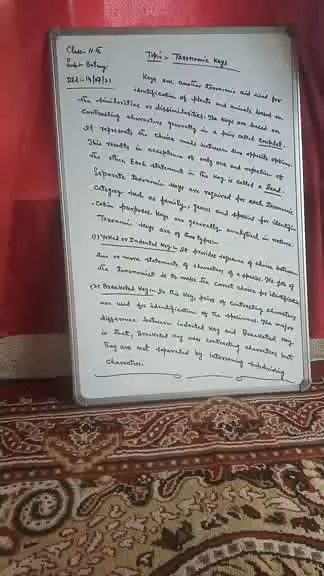 Class- 11th
Topic:- Taxonomic Keys.
Sub:- Botany
Keys are another taxonomic aid used for
identification of plants and animals based on
the similarities or dissimilarities. The keys are based on
contrasting characters generally in a pair called Couplet.
It represents the choice made between two opposite options.
This results in acceptance of only one and rejection of
the other. Each statement in the key is called a Lead.
Separate taxonomic keys are required for each taxonomic
category such as family, genus and species for identifi-
-cation purposes. Keys are generally analytical in nature.
Taxonomic keys are of two types:-
Indented Key:- It provides sequence of choice between
two or more statements of characters of a species. The
the taxonomist is to make the correct choice for identification
Bracketed Key:- In this key, pairs of contrasting characters
are used for identification of the specimens. The major
difference between indented key and Bracketed key
is that, Bracketed key uses contrasting characters but
they are not separated by intervening
characters.